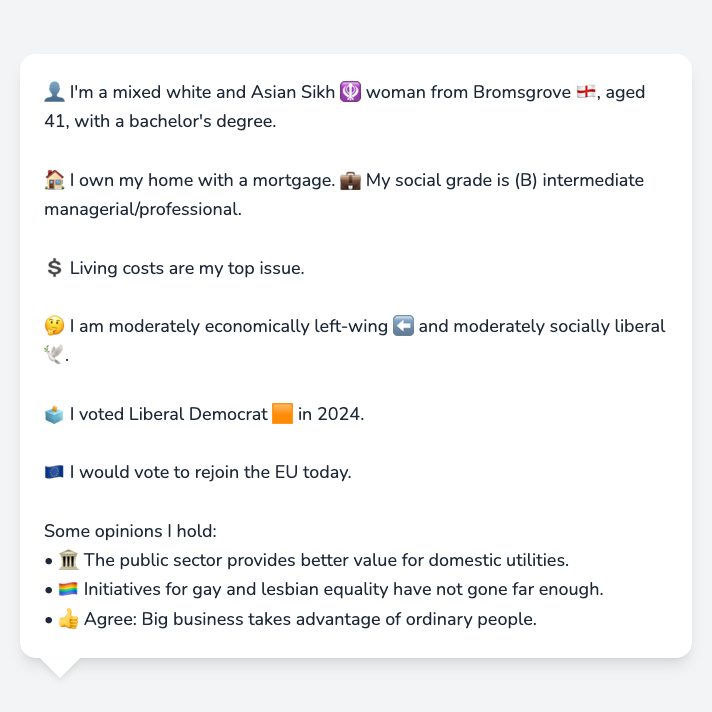 👤 I'm a mixed white and Asian Sikh 🪯 woman from Bromsgrove 🏴󠁧󠁢󠁥󠁮󠁧󠁿, aged
41, with a bachelor's degree.
🏠 I own my home with a mortgage. 💼 My social grade is (B) intermediate
managerial/professional.
💲 Living costs are my top issue.
🤔 I am moderately economically left-wing ⬅️ and moderately socially liberal
🕊️.
🗳️ I voted Liberal Democrat 🟧 in 2024.
🇪🇺 I would vote to rejoin the EU today.
Some opinions I hold:
• 🏛️ The public sector provides better value for domestic utilities.
• 🏳️‍🌈 Initiatives for gay and lesbian equality have not gone far enough.
• 👍 Agree: Big business takes advantage of ordinary people.